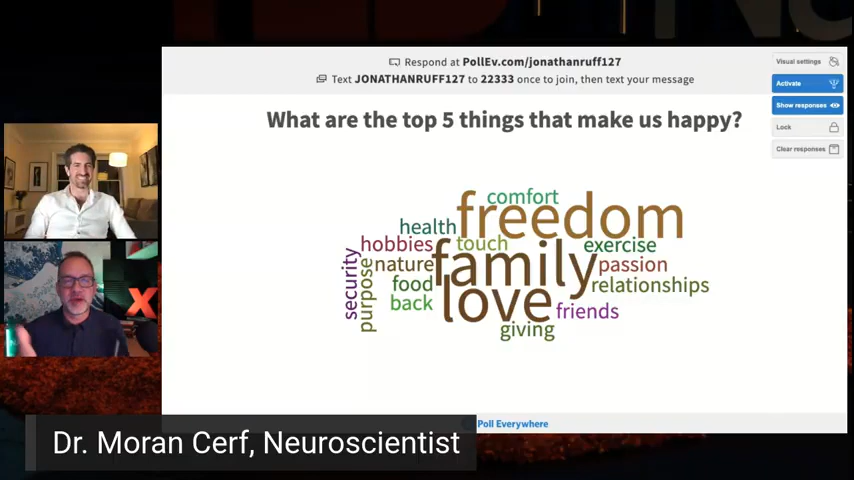 Respond at PollEv.com/jonathanruff127
Text JONATHANRUFF127 to 22333 once to join, then text your message
Visual settings
Activate
Show responses
Lock
Clear responses
What are the top 5 things that make us happy?
comfort
freedom
health
hobbies
touch
exercise
security
purpose
nature
family
passion
food
relationships
back
love
friends
giving
X
Poll Everywhere
Dr. Moran Cerf, Neuroscientist